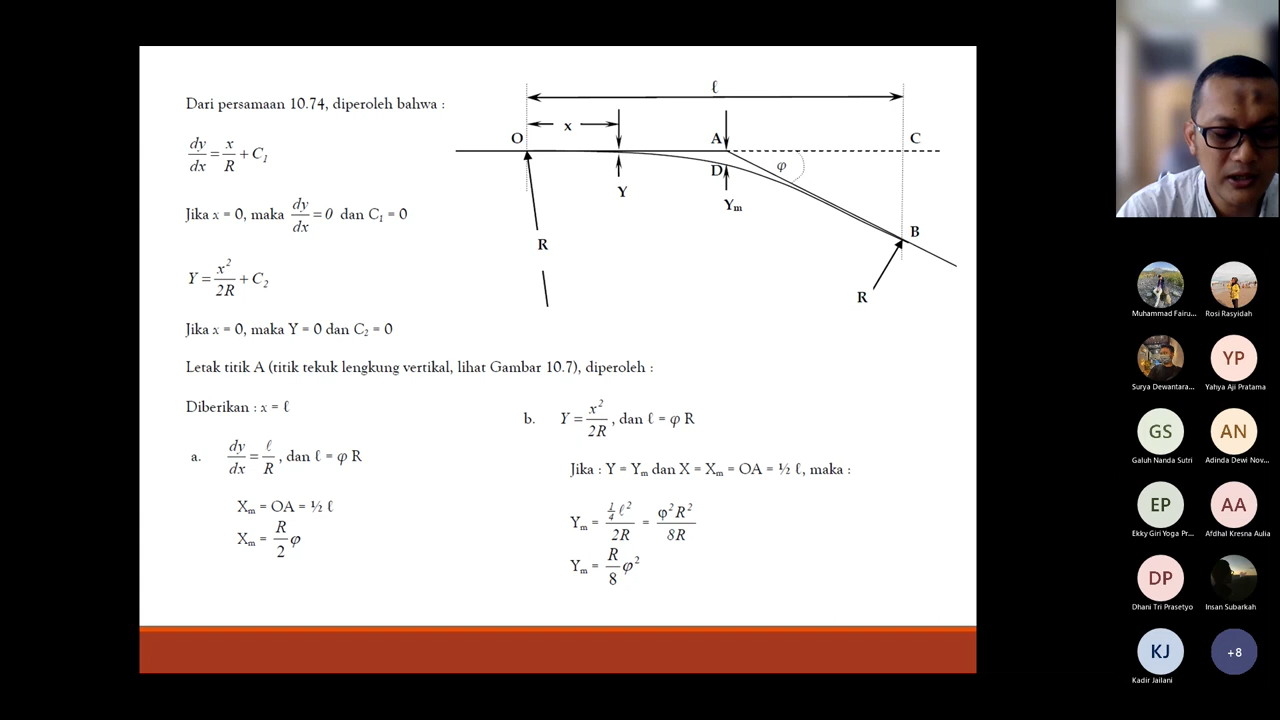 Dari persamaan 10.74, diperoleh bahwa :
dy/dx = x/R + C₁
Jika x = 0, maka dy/dx = 0 dan C₁ = 0
Y = x²/2R + C₂
Jika x = 0, maka Y = 0 dan C₂ = 0
ℓ
x
O
A
C
φ
D
Y
Yₘ
B
R
R
Letak titik A (titik tekuk lengkung vertikal, lihat Gambar 10.7), diperoleh :
Diberikan : x = ℓ
a. dy/dx = ℓ/R , dan ℓ = φ R
Xₘ = OA = ½ ℓ
Xₘ = R/2 φ
b. Y = x²/2R , dan ℓ = φ R
Jika : Y = Yₘ dan X = Xₘ = OA = ½ ℓ, maka :
Yₘ = ¼ℓ²/2R = φ²R²/8R
Yₘ = R/8 φ²
Muhammad Fairu...
Rosi Rasyidah
YP
Surya Dewantara...
Yahya Aji Pratama
GS
AN
Galuh Nanda Sutri
Adinda Dewi Nov...
EP
AA
Ekky Giri Yoga Pr...
Afdhal Kresna Aulia
DP
Dhani Tri Prasetyo
Insan Subarkah
KJ
+8
Kadir Jailani